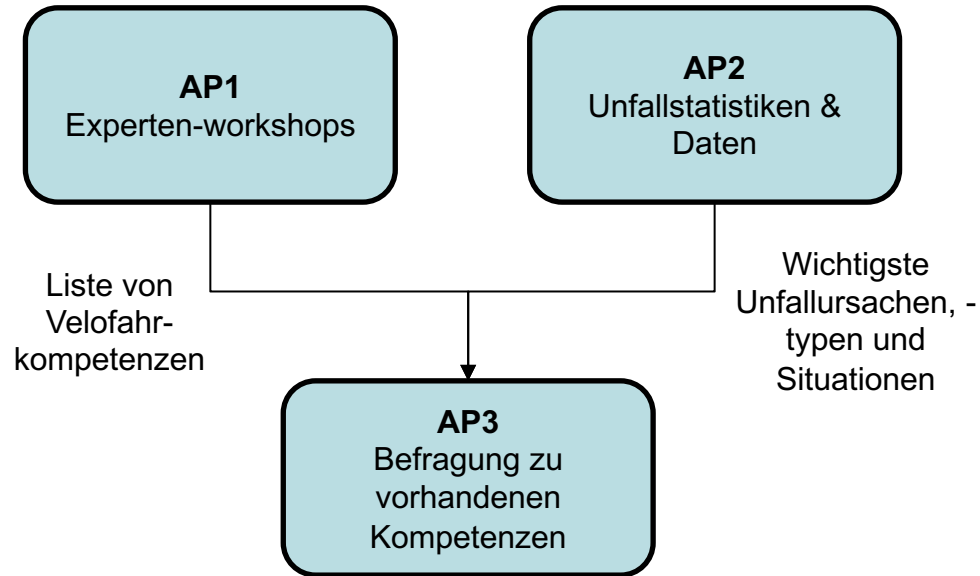 AP1
Experten-workshops
AP2
Unfallstatistiken &
Daten
Liste von
Velofahr-
kompetenzen
Wichtigste
Unfallursachen, -
typen und
Situationen
AP3
Befragung zu
vorhandenen
Kompetenzen